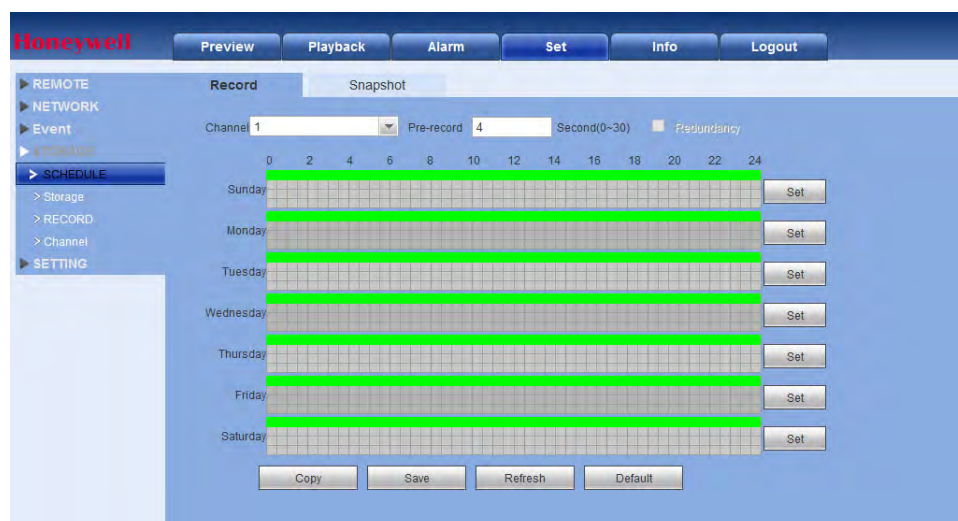 Honeywell
Preview Playback Alarm Set Info Logout
REMOTE
NETWORK
Event
STORAGE
> SCHEDULE
> Storage
> RECORD
> Channel
SETTING
Record Snapshot
Channel 1 Pre-record 4 Second(0~30) Redundancy
0 2 4 6 8 10 12 14 16 18 20 22 24
Sunday Set
Monday Set
Tuesday Set
Wednesday Set
Thursday Set
Friday Set
Saturday Set
Copy Save Refresh Default